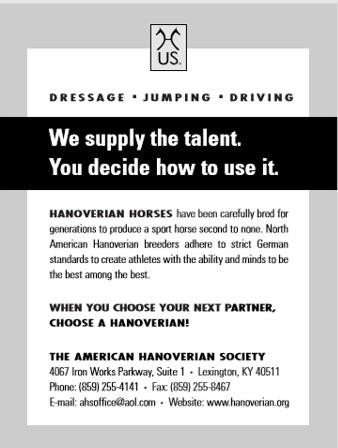 US.
DRESSAGE • JUMPING • DRIVING
We supply the talent.
You decide how to use it.
HANOVERIAN HORSES have been carefully bred for
generations to produce a sport horse second to none. North
American Hanoverian breeders adhere to strict German
standards to create athletes with the ability and minds to be
the best among the best.
WHEN YOU CHOOSE YOUR NEXT PARTNER,
CHOOSE A HANOVERIAN!
THE AMERICAN HANOVERIAN SOCIETY
4067 Iron Works Parkway, Suite 1 • Lexington, KY 40511
Phone: (859) 255-4141 • Fax: (859) 255-8467
E-mail: ahsoffice@aol.com • Website: www.hanoverian.org